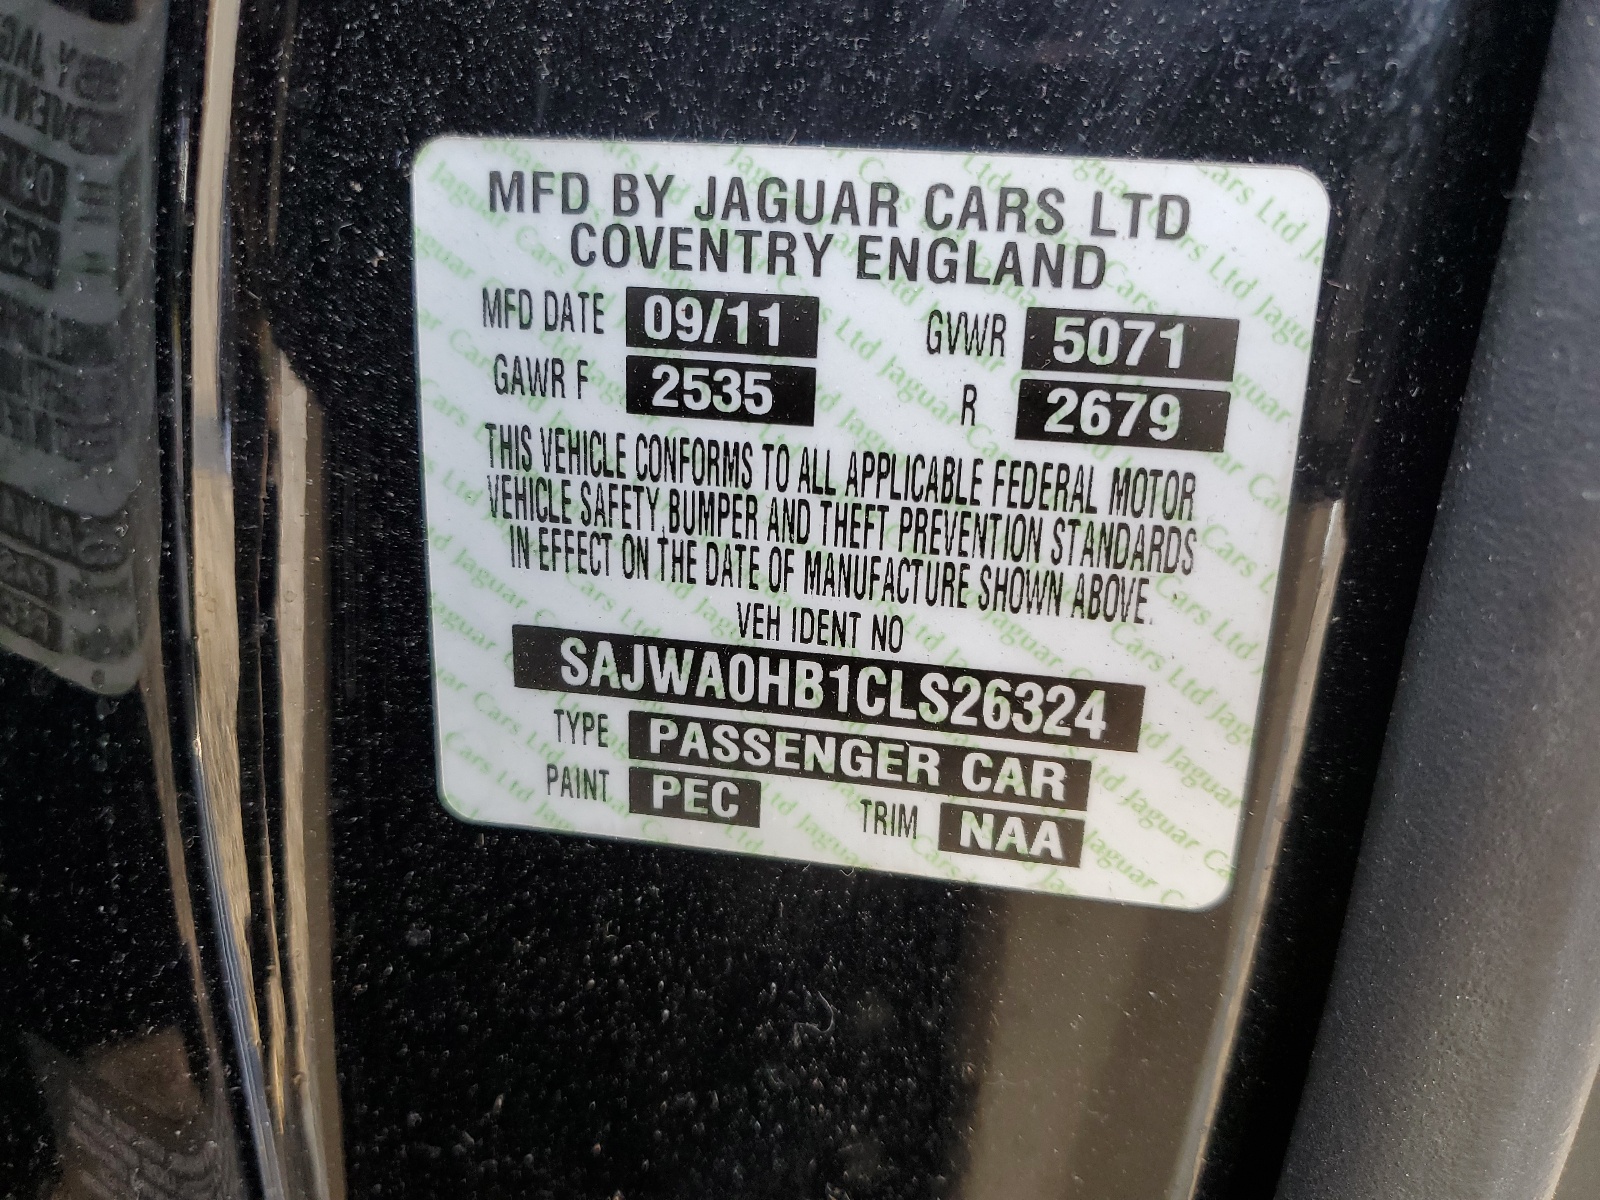 MFD BY JAGUAR CARS LTD
COVENTRY ENGLAND
MFD DATE 09/11 GVWR 5071
GAWR F 2535 R 2679
THIS VEHICLE CONFORMS TO ALL APPLICABLE FEDERAL MOTOR
VEHICLE SAFETY, BUMPER AND THEFT PREVENTION STANDARDS
IN EFFECT ON THE DATE OF MANUFACTURE SHOWN ABOVE.
VEH IDENT NO
SAJWA0HB1CLS26324
TYPE PASSENGER CAR
PAINT PEC TRIM NAA